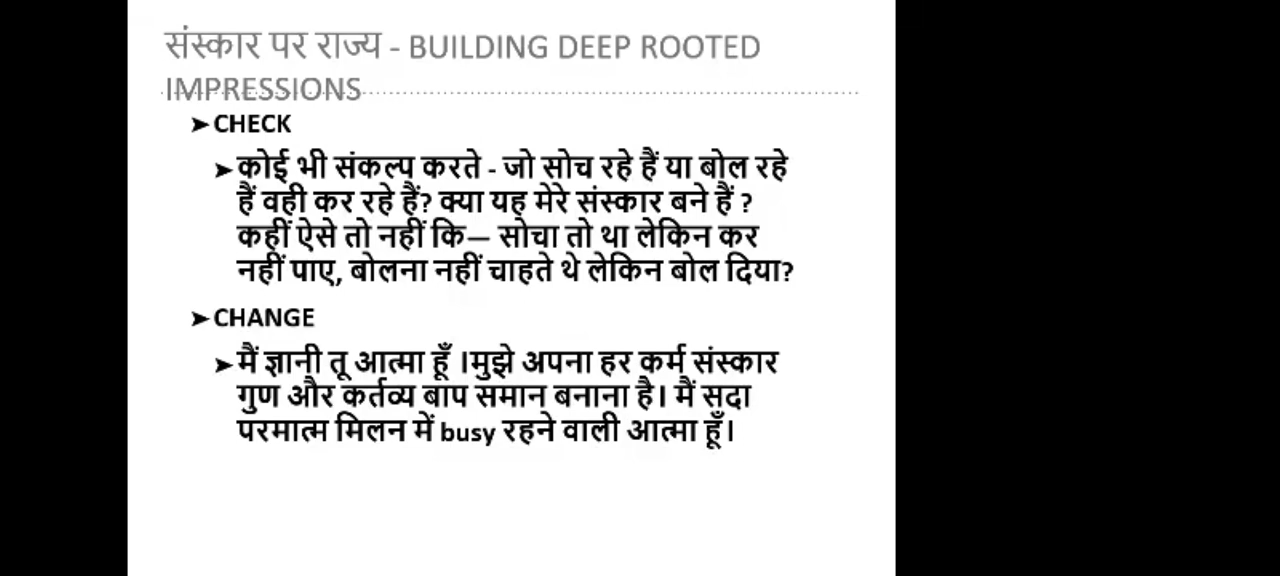 संस्कार पर राज्य - BUILDING DEEP ROOTED
IMPRESSIONS
➤CHECK
➤कोई भी संकल्प करते - जो सोच रहे हैं या बोल रहे
हैं वही कर रहे हैं? क्या यह मेरे संस्कार बने हैं ?
कहीं ऐसे तो नहीं कि— सोचा तो था लेकिन कर
नहीं पाए, बोलना नहीं चाहते थे लेकिन बोल दिया?
➤CHANGE
➤मैं ज्ञानी तू आत्मा हूँ ।मुझे अपना हर कर्म संस्कार
गुण और कर्तव्य बाप समान बनाना है। मैं सदा
परमात्म मिलन में busy रहने वाली आत्मा हूँ।